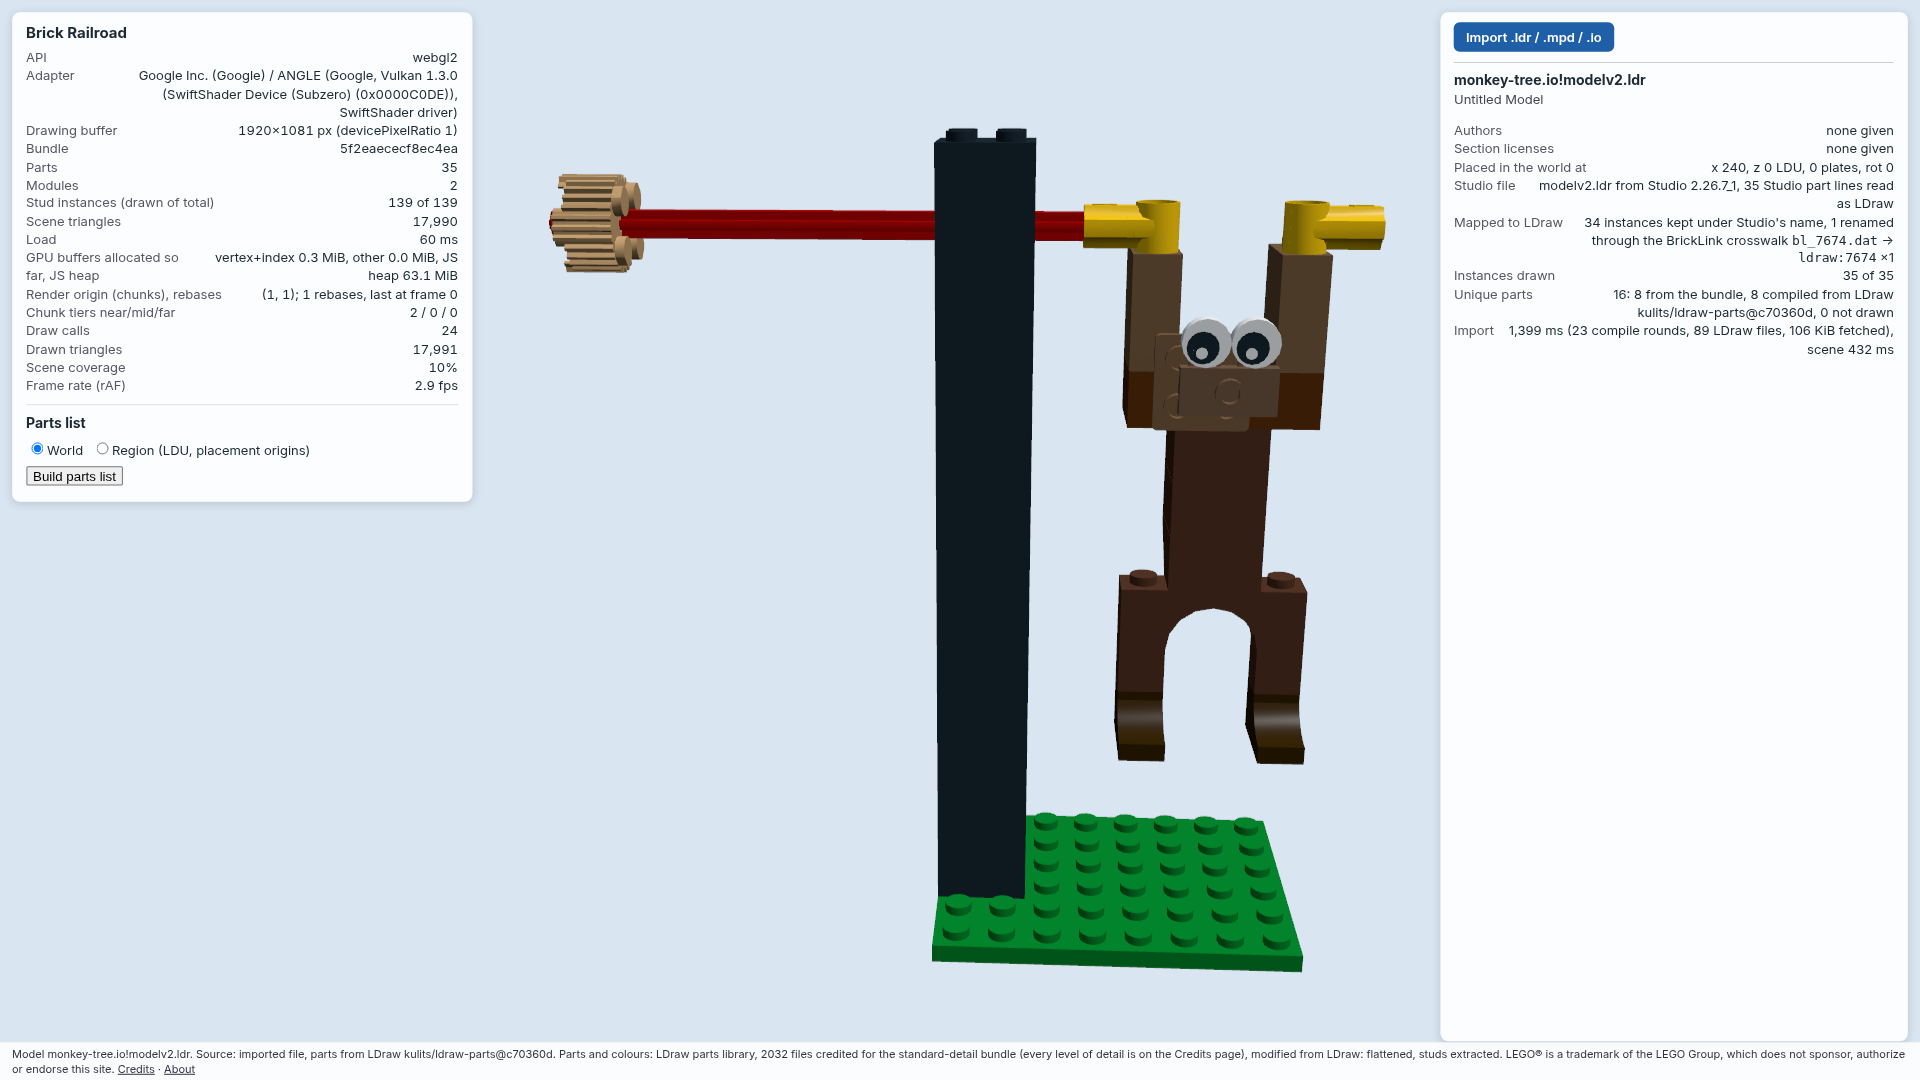 Brick Railroad
API webgl2
Adapter Google Inc. (Google) / ANGLE (Google, Vulkan 1.3.0
(SwiftShader Device (Subzero) (0x0000C0DE)),
SwiftShader driver)
Drawing buffer 1920×1081 px (devicePixelRatio 1)
Bundle 5f2eaececf8ec4ea
Parts 35
Modules 2
Stud instances (drawn of total) 139 of 139
Scene triangles 17,990
Load 60 ms
GPU buffers allocated so vertex+index 0.3 MiB, other 0.0 MiB, JS
far, JS heap heap 63.1 MiB
Render origin (chunks), rebases (1, 1); 1 rebases, last at frame 0
Chunk tiers near/mid/far 2 / 0 / 0
Draw calls 24
Drawn triangles 17,991
Scene coverage 10%
Frame rate (rAF) 2.9 fps
Parts list
World Region (LDU, placement origins)
Build parts list
Import .ldr / .mpd / .io
monkey-tree.io!modelv2.ldr
Untitled Model
Authors none given
Section licenses none given
Placed in the world at x 240, z 0 LDU, 0 plates, rot 0
Studio file modelv2.ldr from Studio 2.26.7_1, 35 Studio part lines read
as LDraw
Mapped to LDraw 34 instances kept under Studio's name, 1 renamed
through the BrickLink crosswalk bl_7674.dat →
ldraw:7674 ×1
Instances drawn 35 of 35
Unique parts 16: 8 from the bundle, 8 compiled from LDraw
kulits/ldraw-parts@c70360d, 0 not drawn
Import 1,399 ms (23 compile rounds, 89 LDraw files, 106 KiB fetched),
scene 432 ms
Model monkey-tree.io!modelv2.ldr. Source: imported file, parts from LDraw kulits/ldraw-parts@c70360d. Parts and colours: LDraw parts library, 2032 files credited for the standard-detail bundle (every level of detail is on the Credits page), modified from LDraw: flattened, studs extracted. LEGO® is a trademark of the LEGO Group, which does not sponsor, authorize
or endorse this site. Credits · About